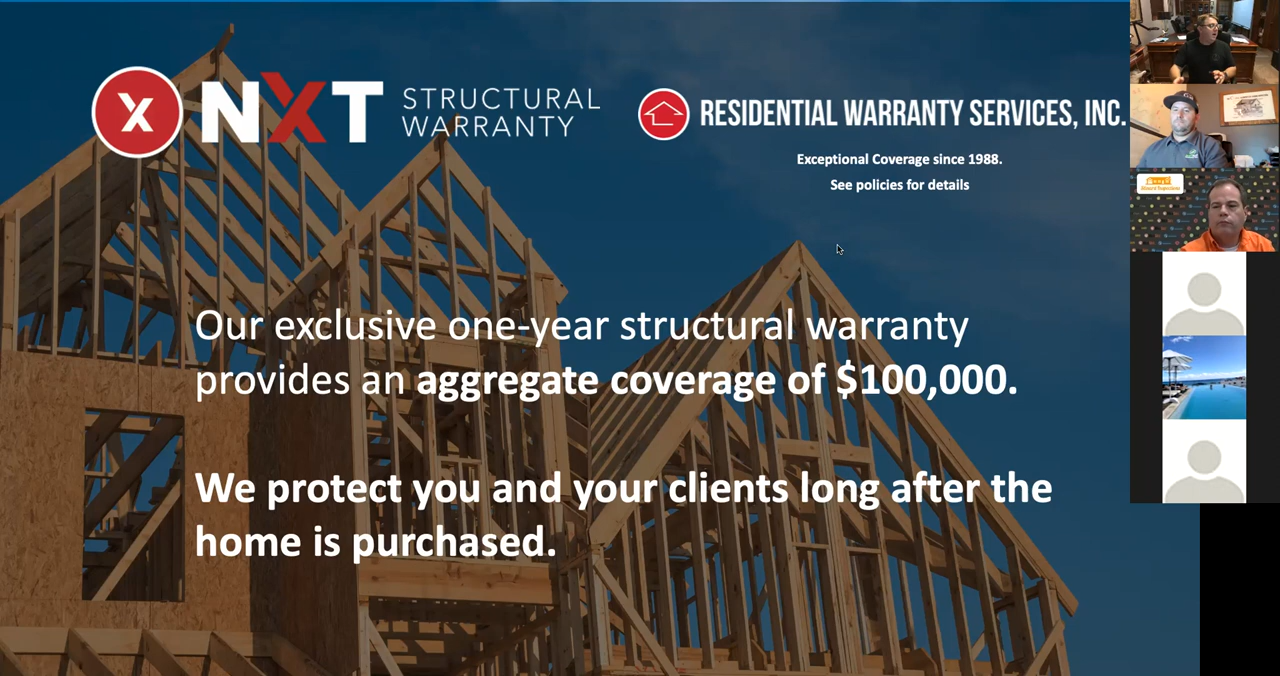 X NXT STRUCTURAL
WARRANTY
RESIDENTIAL WARRANTY SERVICES, INC.
Exceptional Coverage since 1988.
See policies for details
Our exclusive one-year structural warranty
provides an aggregate coverage of $100,000.
We protect you and your clients long after the
home is purchased.